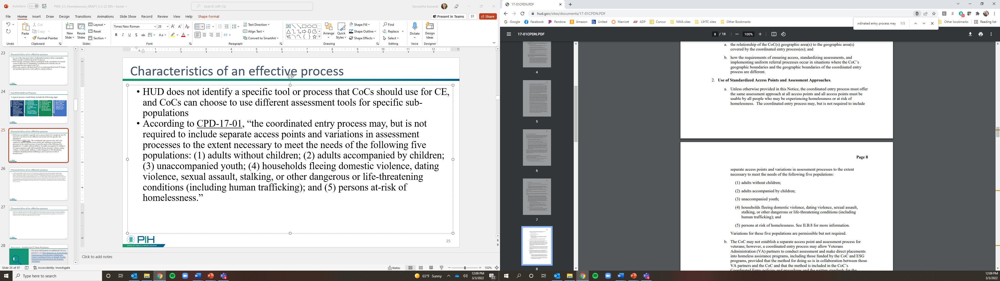 AutoSave On
PWS_5.3_Homelessness_DRAFT_3-2-22 SRS • Saved
Search (Alt+Q)
Samantha Sowards
File Home Insert Draw Design Transitions Animations Slide Show Record Review View Help Shape Format
Present in Teams Share
Cut
Copy
Format Painter
Paste
New Slide
Reuse Slides
Layout
Reset
Section
Times New Roman 28
Text Direction
Align Text
Convert to SmartArt
Arrange
Quick Styles
Shape Fill
Shape Outline
Shape Effects
Find
Replace
Select
Dictate
Design Ideas
Undo Clipboard Slides Font Paragraph Drawing Editing Voice Designer
23
Characteristics of an effective process
24
CoC/PHA Referral Process
A typical process would likely include the following steps:
25
Characteristics of an effective process
26
Characteristics of an effective process
27
Characteristics of an effective process
28
Resources: Additional CE Best Practices
Characteristics of an effective process
• HUD does not identify a specific tool or process that CoCs should use for CE,
and CoCs can choose to use different assessment tools for specific sub-
populations
• According to CPD-17-01, “the coordinated entry process may, but is not
required to include separate access points and variations in assessment
processes to the extent necessary to meet the needs of the following five
populations: (1) adults without children; (2) adults accompanied by children;
(3) unaccompanied youth; (4) households fleeing domestic violence, dating
violence, sexual assault, stalking, or other dangerous or life-threatening
conditions (including human trafficking); and (5) persons at-risk of
homelessness.”
PIH
OFFICE OF PUBLIC & INDIAN HOUSING
25
Click to add notes
Slide 25 of 97 Accessibility: Investigate
Notes
102%
Type here to search
65°F Sunny
12:09 PM
3/3/2022
22
17-01CPDN.PDF
hud.gov/sites/documents/17-01CPDN.PDF
Google Facebook Pandora Amazon United Marriott ADP Concur NMA sites LIHTC sites Other Bookmarks
rdinated entry process may 1/3
Other bookmarks Reading list
17-01CPDN.PDF
8 / 18
100%
4
5
6
7
8
a. the relationship of the CoC(s) geographic area(s) to the geographic area(s)
covered by the coordinated entry process(es); and
b. how the requirements of ensuring access, standardizing assessments, and
implementing uniform referral processes occur in situations where the CoC’s
geographic boundaries and the geographic boundaries of the coordinated entry
process are different.
2. Use of Standardized Access Points and Assessment Approaches.
a. Unless otherwise provided in this Notice, the coordinated entry process must offer
the same assessment approach at all access points and all access points must be
usable by all people who may be experiencing homelessness or at risk of
homelessness. The coordinated entry process may, but is not required to include
Page 8
separate access points and variations in assessment processes to the extent
necessary to meet the needs of the following five populations:
(1) adults without children;
(2) adults accompanied by children;
(3) unaccompanied youth;
(4) households fleeing domestic violence, dating violence, sexual assault,
stalking, or other dangerous or life-threatening conditions (including
human trafficking); and
(5) persons at risk of homelessness. See II.B.8 for more information.
Variations for these five populations are permissible but not required.
b. The CoC may not establish a separate access point and assessment process for
veterans; however, a coordinated entry process may allow Veterans
Administration (VA) partners to conduct assessment and make direct placements
into homeless assistance programs, including those funded by the CoC and ESG
programs, provided that the method for doing so is in collaboration between those
VA partners and the CoC and that the method is included in the CoC’s
Coordinated Entry policies and procedures and the written standards for the
12:09 PM
3/3/2022